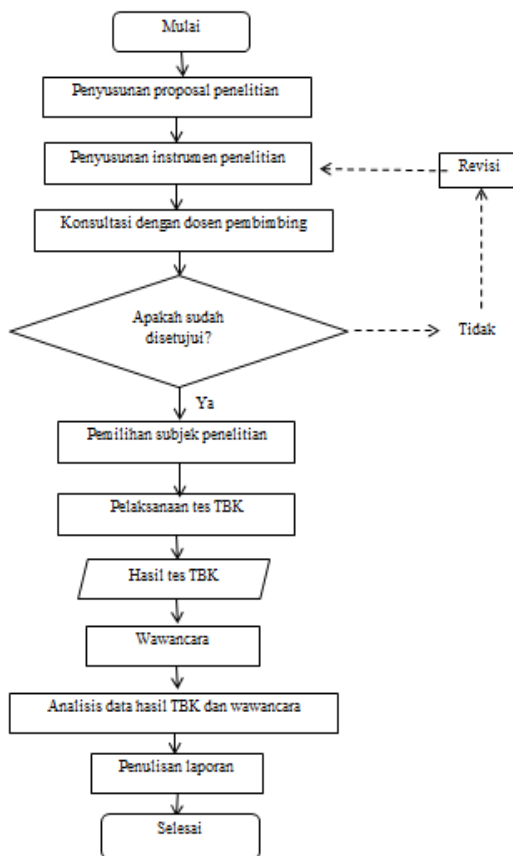 Mulai
Penyusunan proposal penelitian
Penyusunan instrumen penelitian
Revisi
Konsultasi dengan dosen pembimbing
Apakah sudah
disetujui?
Tidak
Ya
Pemilihan subjek penelitian
Pelaksanaan tes TBK
Hasil tes TBK
Wawancara
Analisis data hasil TBK dan wawancara
Penulisan laporan
Selesai